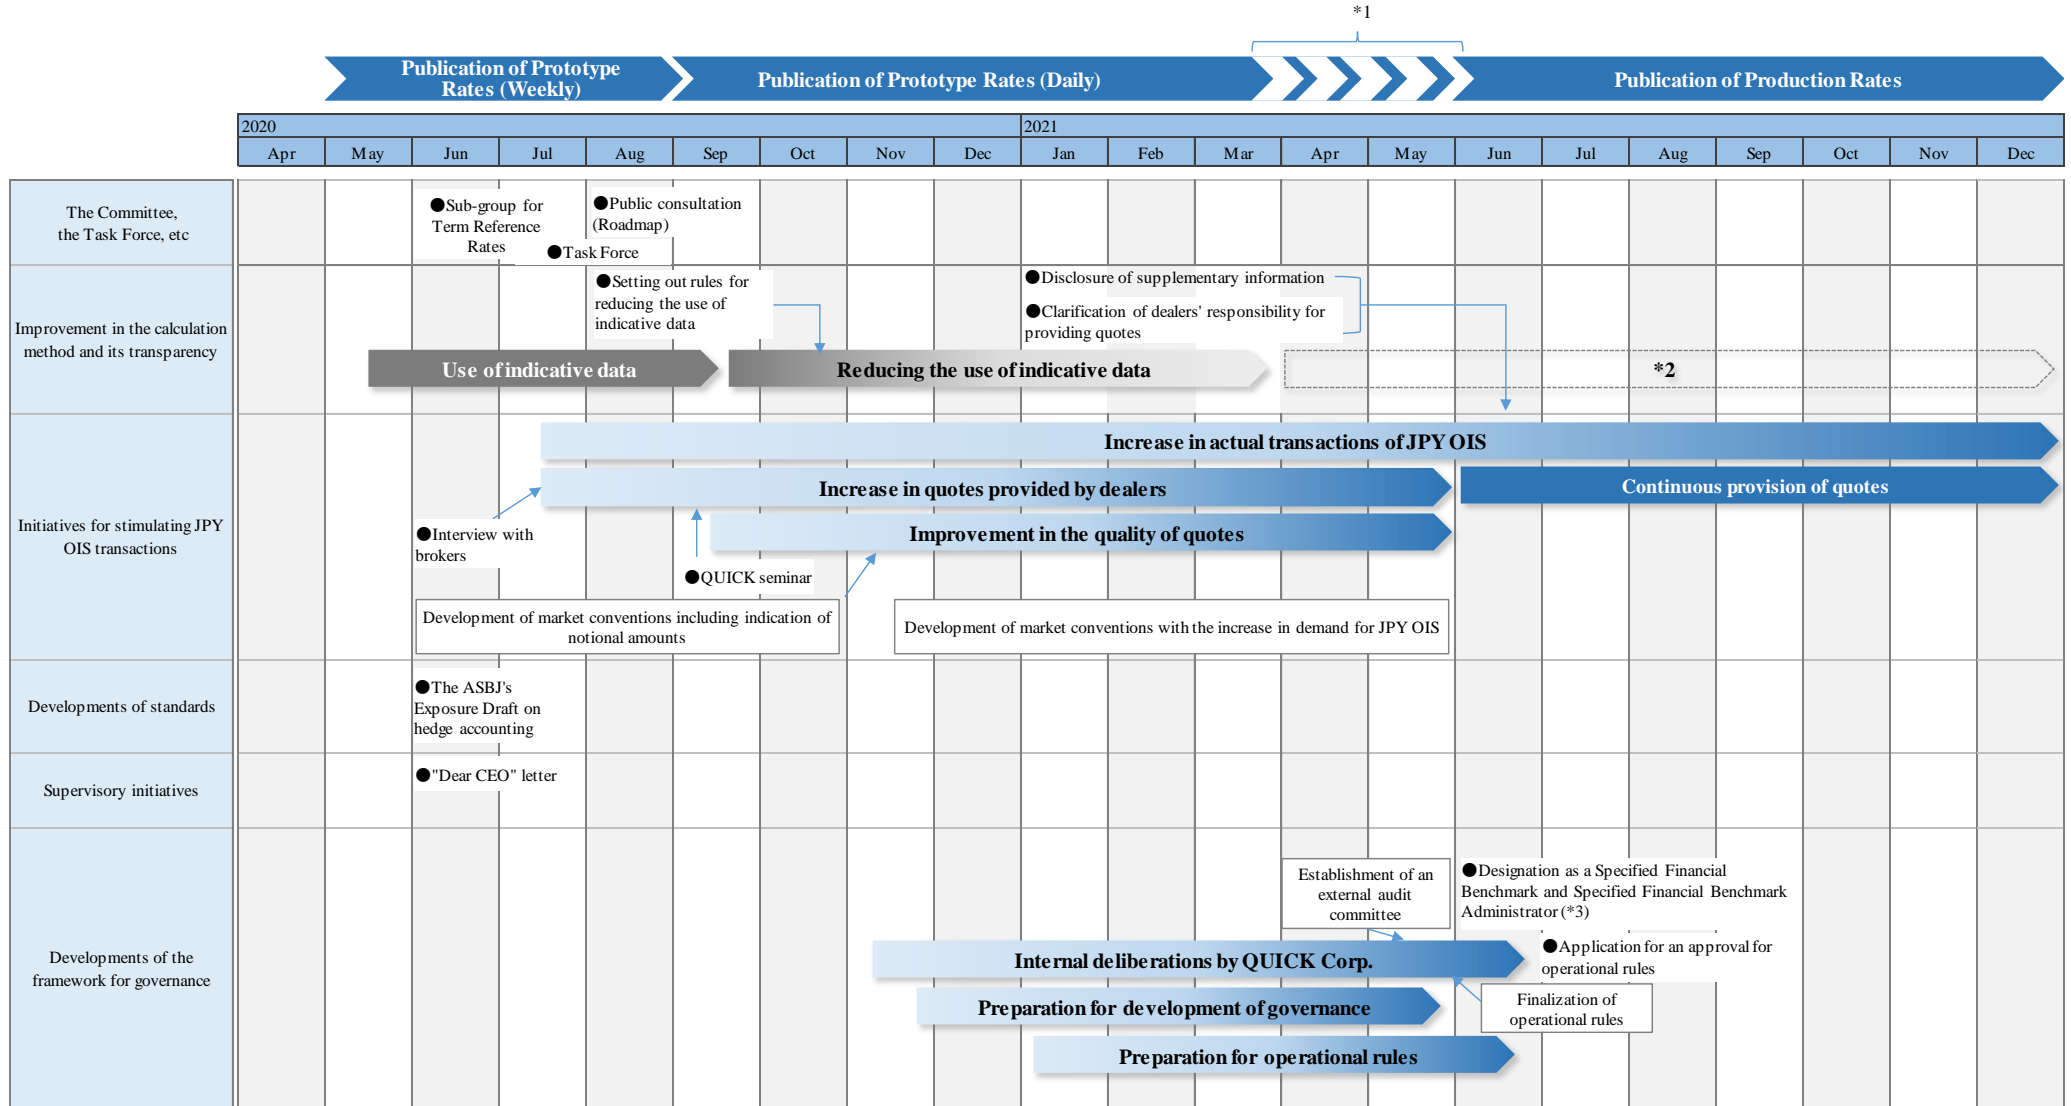 *1
Publication of Prototype
Rates (Weekly)
Publication of Prototype Rates (Daily)
Publication of Production Rates
2020
2021
Apr May Jun Jul Aug Sep Oct Nov Dec Jan Feb Mar Apr May Jun Jul Aug Sep Oct Nov Dec
The Committee,
the Task Force, etc
●Sub-group for
Term Reference
Rates
●Task Force
●Public consultation
(Roadmap)
Improvement in the calculation
method and its transparency
●Setting out rules for
reducing the use of
indicative data
●Disclosure of supplementary information
●Clarification of dealers' responsibility for
providing quotes
Use of indicative data
Reducing the use of indicative data
*2
Initiatives for stimulating JPY
OIS transactions
Increase in actual transactions of JPY OIS
Increase in quotes provided by dealers
Continuous provision of quotes
Improvement in the quality of quotes
●Interview with
brokers
●QUICK seminar
Development of market conventions including indication of
notional amounts
Development of market conventions with the increase in demand for JPY OIS
Developments of standards
●The ASBJ's
Exposure Draft on
hedge accounting
Supervisory initiatives
●"Dear CEO" letter
Developments of the
framework for governance
Establishment of an
external audit
committee
●Designation as a Specified Financial
Benchmark and Specified Financial Benchmark
Administrator (*3)
●Application for an approval for
operational rules
Internal deliberations by QUICK Corp.
Finalization of
operational rules
Preparation for development of governance
Preparation for operational rules